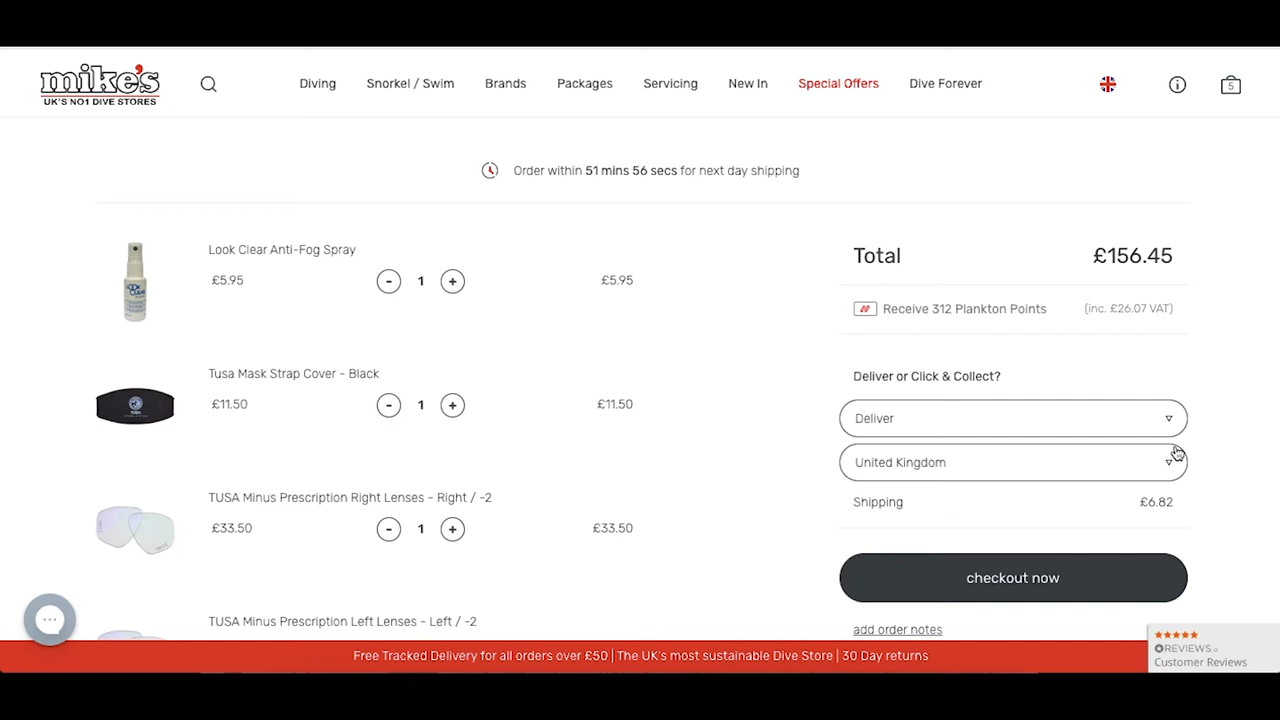 mike's
UK'S NO1 DIVE STORES
Diving
Snorkel / Swim
Brands
Packages
Servicing
New In
Special Offers
Dive Forever
5
Order within 51 mins 56 secs for next day shipping
Look Clear Anti-Fog Spray
£5.95
- 1 +
£5.95
Tusa Mask Strap Cover - Black
£11.50
- 1 +
£11.50
TUSA Minus Prescription Right Lenses - Right / -2
£33.50
- 1 +
£33.50
TUSA Minus Prescription Left Lenses - Left / -2
Total £156.45
Receive 312 Plankton Points (inc. £26.07 VAT)
Deliver or Click & Collect?
Deliver
United Kingdom
Shipping £6.82
checkout now
add order notes
Free Tracked Delivery for all orders over £50 | The UK's most sustainable Dive Store | 30 Day returns
REVIEWS.io
Customer Reviews